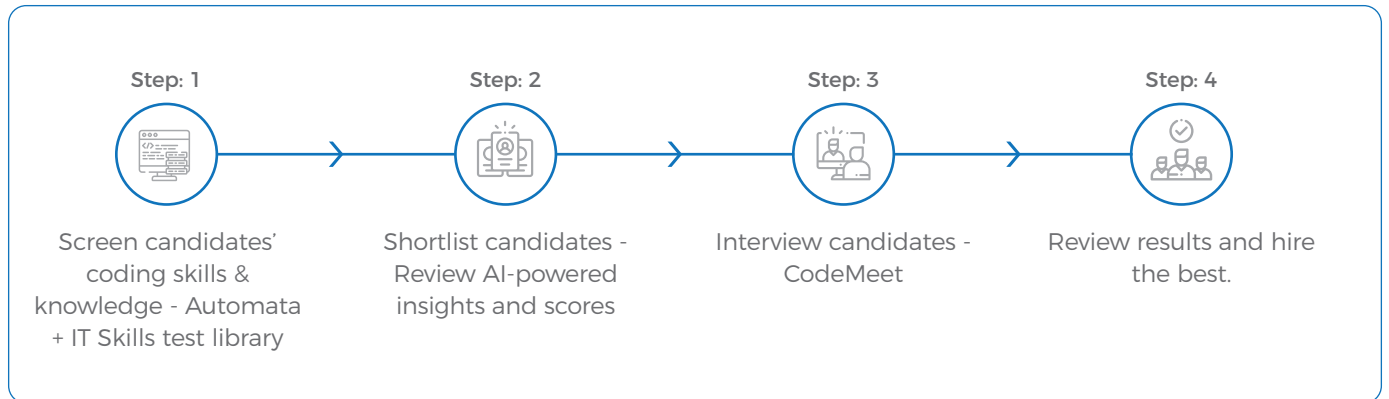 Step: 1
Screen candidates’
coding skills &
knowledge - Automata
+ IT Skills test library
Step: 2
Shortlist candidates -
Review AI-powered
insights and scores
Step: 3
Interview candidates -
CodeMeet
Step: 4
Review results and hire
the best.